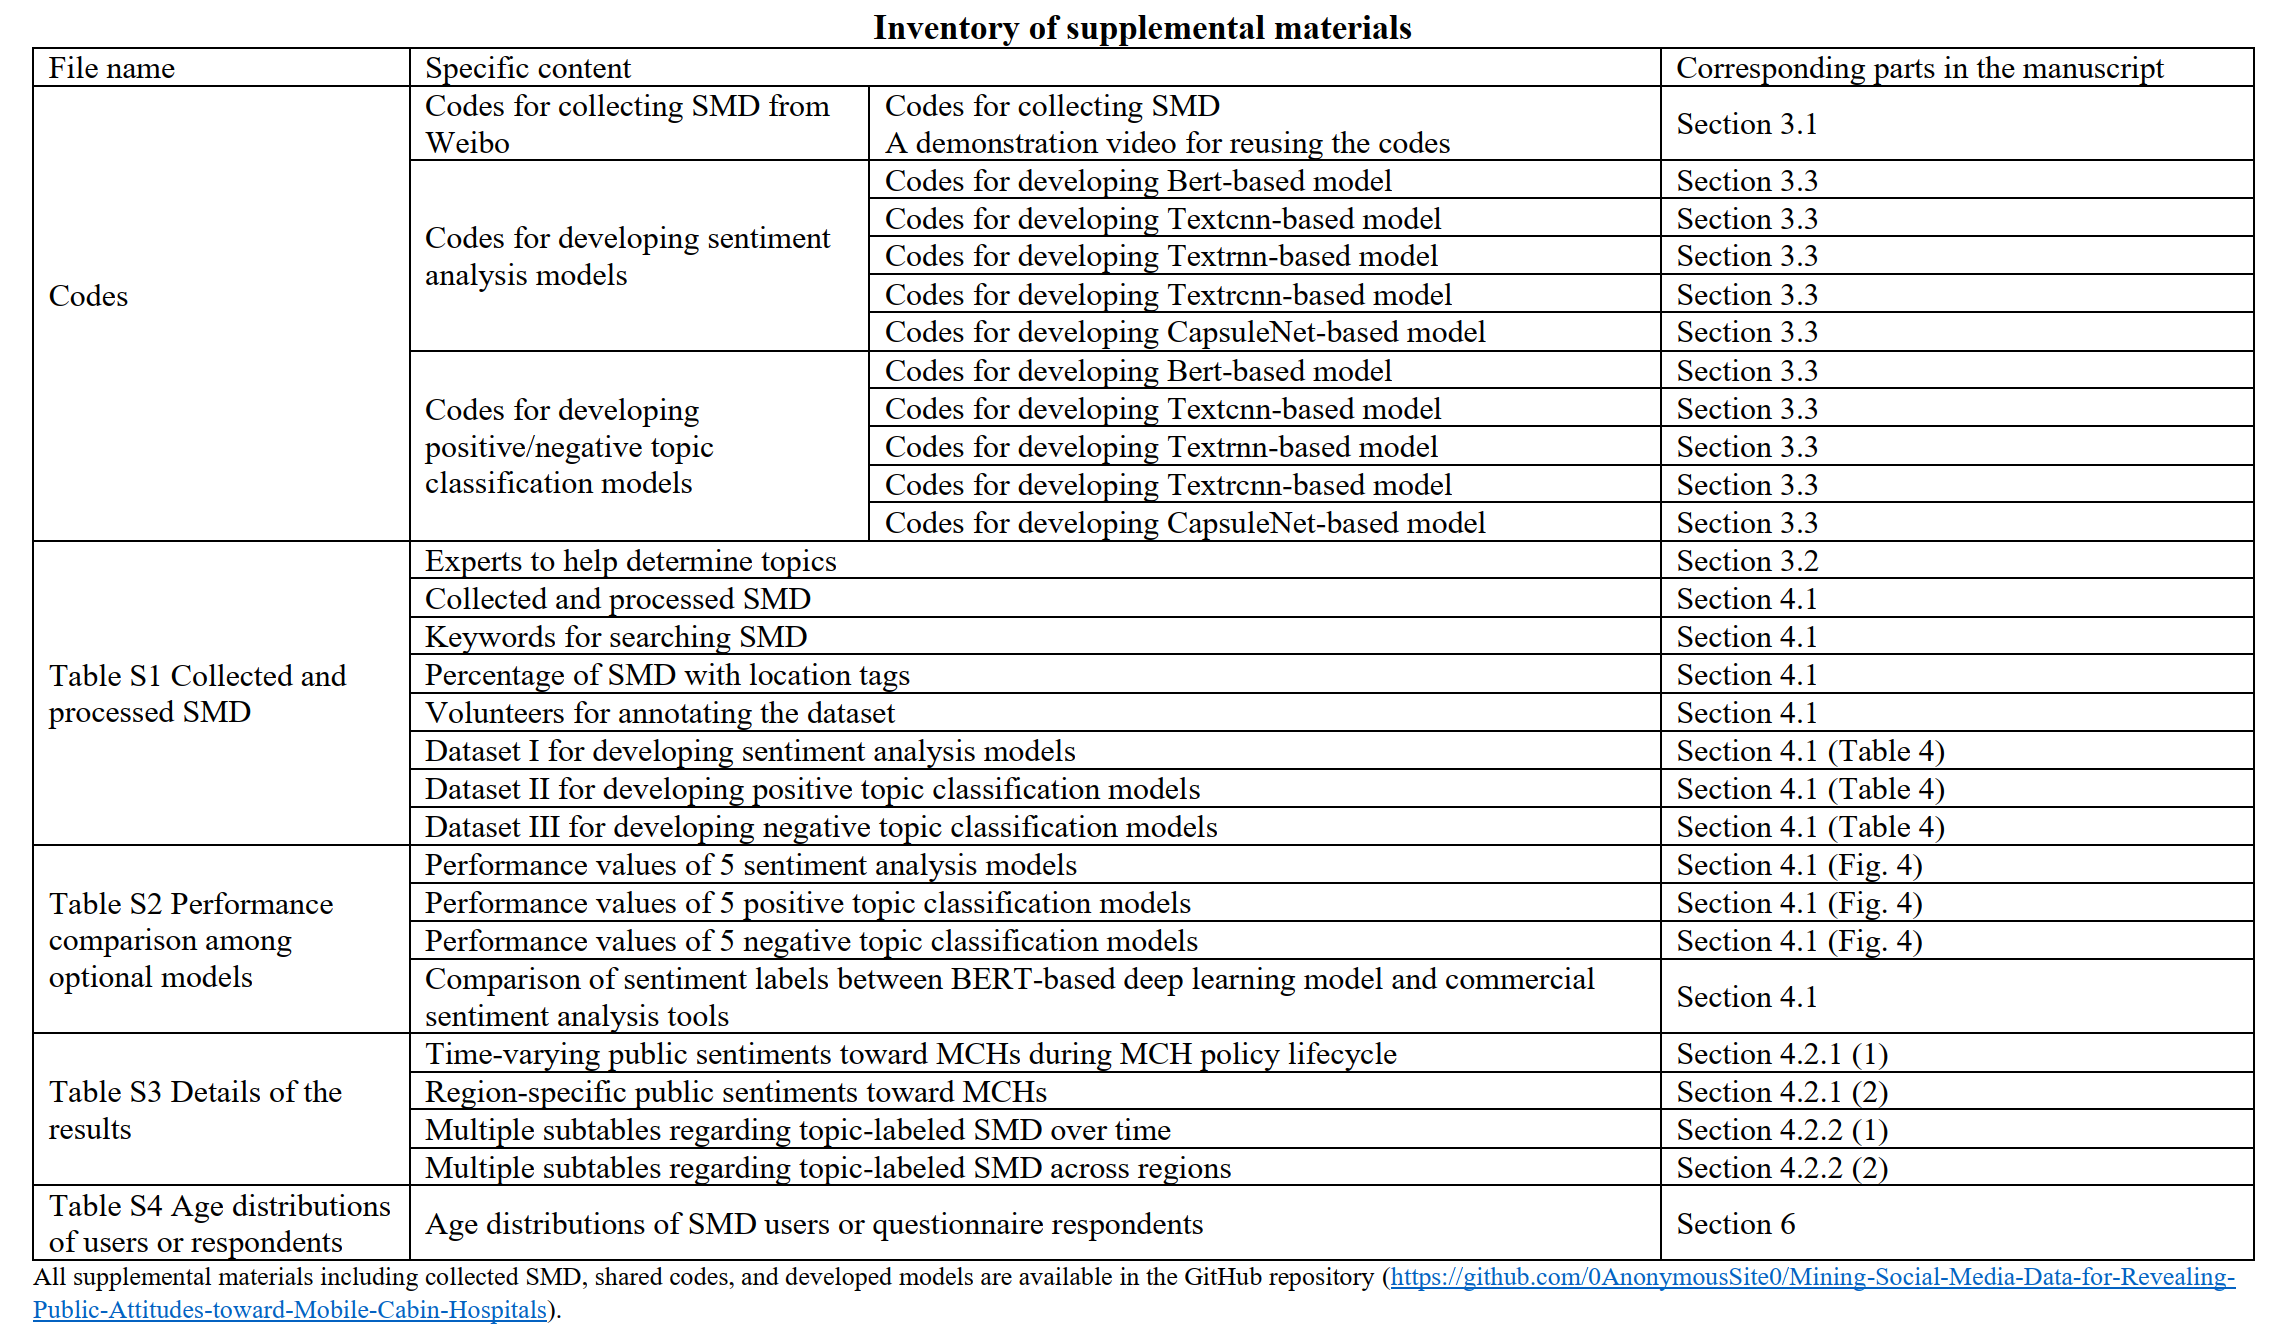 Inventory of supplemental materials
File name
Specific content
Corresponding parts in the manuscript
Codes
Codes for collecting SMD from
Weibo
Codes for collecting SMD
A demonstration video for reusing the codes
Section 3.1
Codes for developing sentiment
analysis models
Codes for developing Bert-based model
Section 3.3
Codes for developing Textcnn-based model
Section 3.3
Codes for developing Textrnn-based model
Section 3.3
Codes for developing Textrcnn-based model
Section 3.3
Codes for developing CapsuleNet-based model
Section 3.3
Codes for developing
positive/negative topic
classification models
Codes for developing Bert-based model
Section 3.3
Codes for developing Textcnn-based model
Section 3.3
Codes for developing Textrnn-based model
Section 3.3
Codes for developing Textrcnn-based model
Section 3.3
Codes for developing CapsuleNet-based model
Section 3.3
Table S1 Collected and
processed SMD
Experts to help determine topics
Section 3.2
Collected and processed SMD
Section 4.1
Keywords for searching SMD
Section 4.1
Percentage of SMD with location tags
Section 4.1
Volunteers for annotating the dataset
Section 4.1
Dataset I for developing sentiment analysis models
Section 4.1 (Table 4)
Dataset II for developing positive topic classification models
Section 4.1 (Table 4)
Dataset III for developing negative topic classification models
Section 4.1 (Table 4)
Table S2 Performance
comparison among
optional models
Performance values of 5 sentiment analysis models
Section 4.1 (Fig. 4)
Performance values of 5 positive topic classification models
Section 4.1 (Fig. 4)
Performance values of 5 negative topic classification models
Section 4.1 (Fig. 4)
Comparison of sentiment labels between BERT-based deep learning model and commercial
sentiment analysis tools
Section 4.1
Table S3 Details of the
results
Time-varying public sentiments toward MCHs during MCH policy lifecycle
Section 4.2.1 (1)
Region-specific public sentiments toward MCHs
Section 4.2.1 (2)
Multiple subtables regarding topic-labeled SMD over time
Section 4.2.2 (1)
Multiple subtables regarding topic-labeled SMD across regions
Section 4.2.2 (2)
Table S4 Age distributions
of users or respondents
Age distributions of SMD users or questionnaire respondents
Section 6
All supplemental materials including collected SMD, shared codes, and developed models are available in the GitHub repository (https://github.com/0AnonymousSite0/Mining-Social-Media-Data-for-Revealing-
Public-Attitudes-toward-Mobile-Cabin-Hospitals).